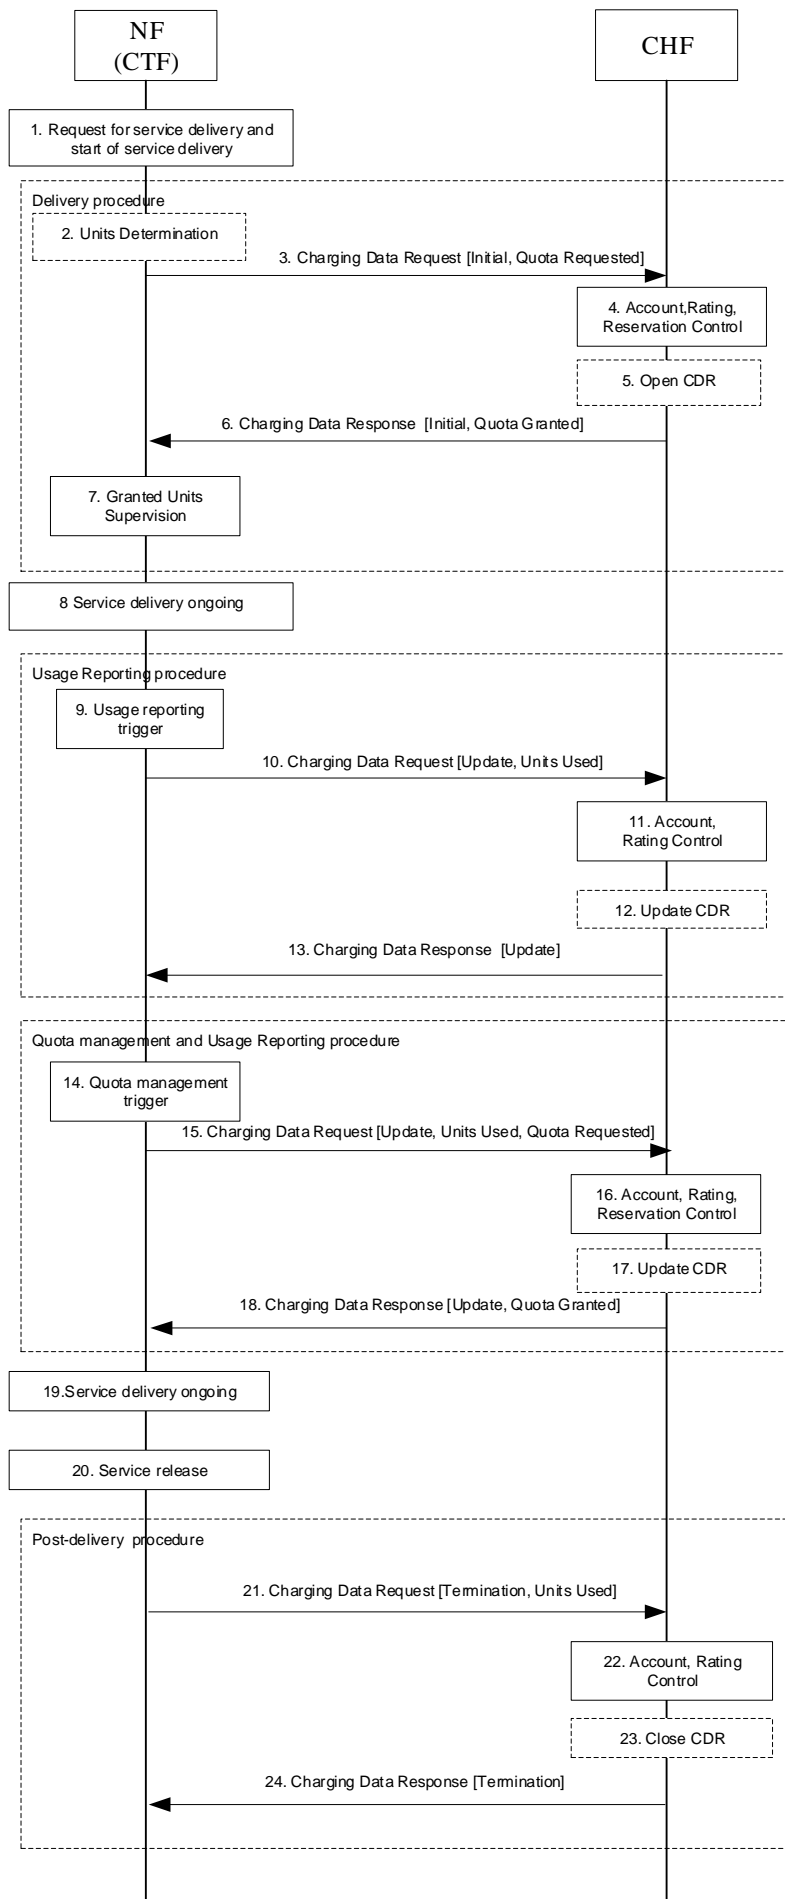 NF
(CTF)
CHF
1. Request for service delivery and
start of service delivery
Delivery procedure
2. Units Determination
3. Charging Data Request [Initial, Quota Requested]
4. Account,Rating,
Reservation Control
5. Open CDR
6. Charging Data Response [Initial, Quota Granted]
7. Granted Units
Supervision
8 Service delivery ongoing
Usage Reporting procedure
9. Usage reporting
trigger
10. Charging Data Request [Update, Units Used]
11. Account,
Rating Control
12. Update CDR
13. Charging Data Response [Update]
Quota management and Usage Reporting procedure
14. Quota management
trigger
15. Charging Data Request [Update, Units Used, Quota Requested]
16. Account, Rating,
Reservation Control
17. Update CDR
18. Charging Data Response [Update, Quota Granted]
19.Service delivery ongoing
20. Service release
Post-delivery procedure
21. Charging Data Request [Termination, Units Used]
22. Account, Rating
Control
23. Close CDR
24. Charging Data Response [Termination]